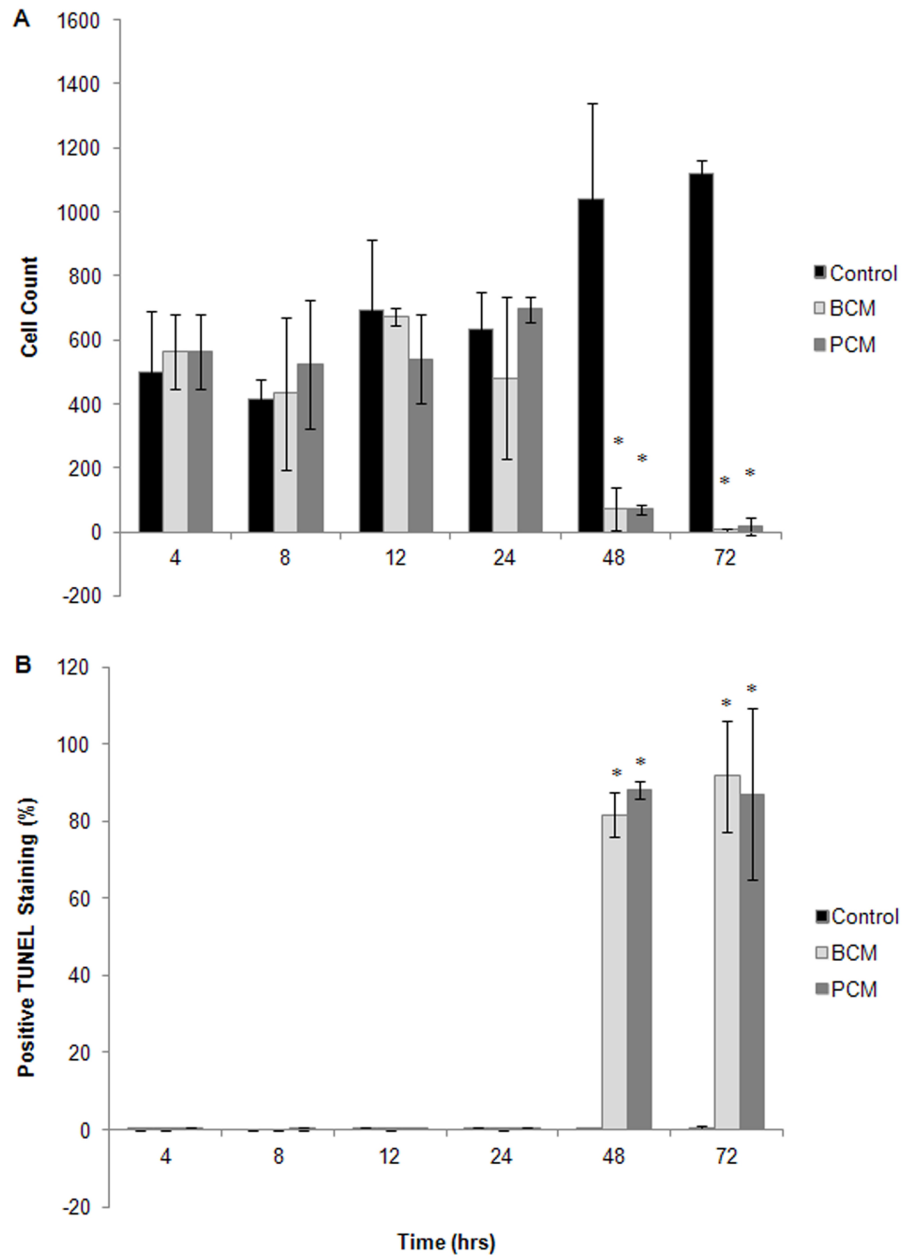 A
1600
1400
1200
1000
800
600
400
200
0
-200
Cell Count
4 8 12 24 48 72
* * * *
Control
BCM
PCM
B
120
100
80
60
40
20
0
-20
Positive TUNEL Staining (%)
4 8 12 24 48 72
* * * *
Control
BCM
PCM
Time (hrs)